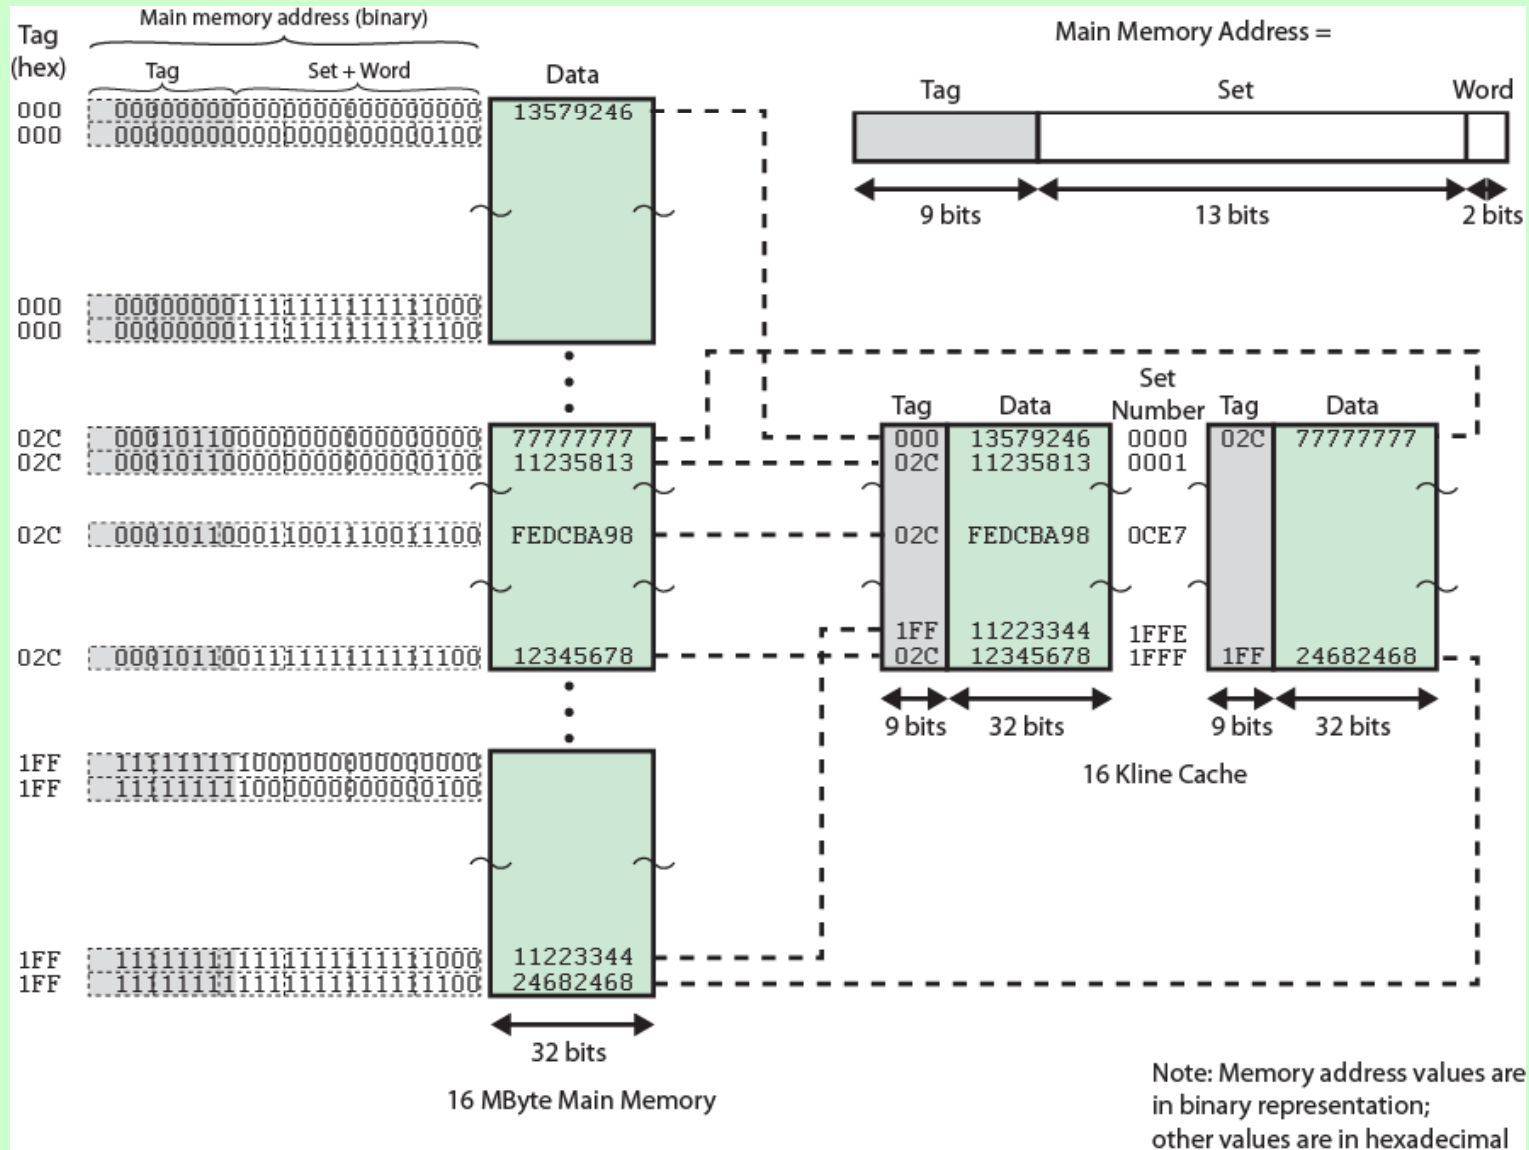 Main memory address (binary)
Tag
(hex)
Tag
Set + Word
Data
000 000000000000000000000000 13579246
000 000000000000000000000100
000 000000001111111111111000
000 000000001111111111111100
02C 000101100000000000000000 77777777
02C 000101100000000000000100 11235813
02C 000101100011001110011100 FEDCBA98
02C 000101100111111111111100 12345678
1FF 111111111000000000000000
1FF 111111111000000000000100
1FF 111111111111111111111000 11223344
1FF 111111111111111111111100 24682468
32 bits
16 MByte Main Memory
Main Memory Address =
Tag Set Word
9 bits 13 bits 2 bits
Set
Tag Data Number Tag Data
000 13579246 0000 02C 77777777
02C 11235813 0001
02C FEDCBA98 0CE7
1FF 11223344 1FFE
02C 12345678 1FFF 1FF 24682468
9 bits 32 bits 9 bits 32 bits
16 Kline Cache
Note: Memory address values are
in binary representation;
other values are in hexadecimal